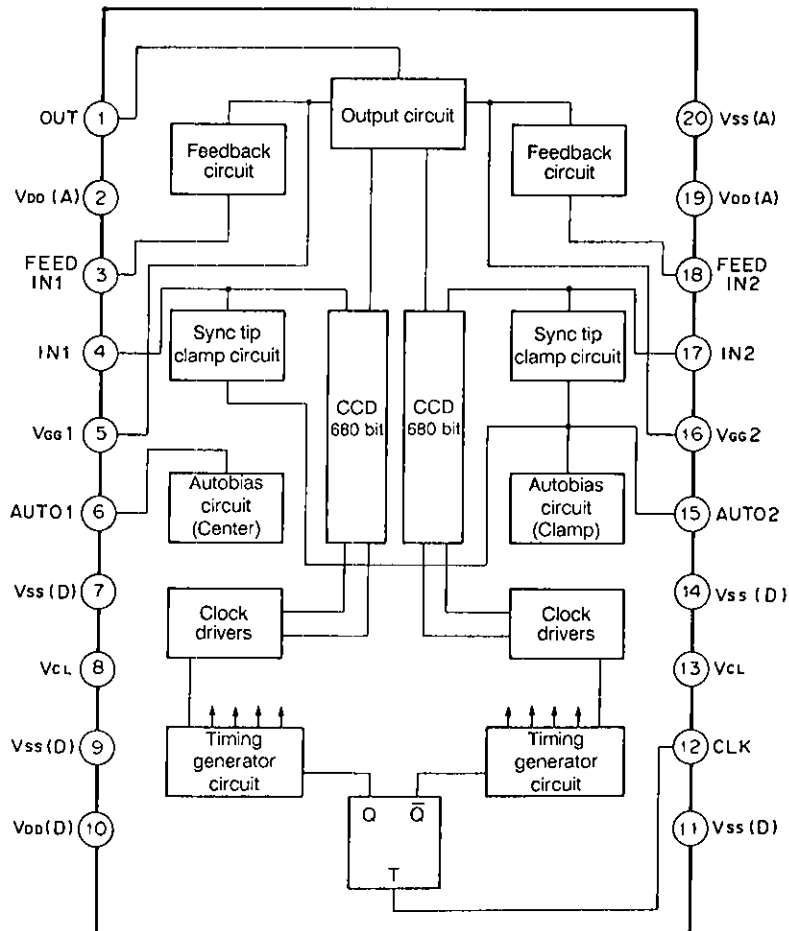 OUT
1
VDD (A)
2
FEED
IN1
3
IN1
4
VGG1
5
AUTO1
6
VSS(D)
7
VCL
8
VSS(D)
9
VDD(D)
10
Output circuit
Feedback
circuit
Feedback
circuit
Sync tip
clamp circuit
Sync tip
clamp circuit
CCD
680 bit
CCD
680 bit
Autobias
circuit
(Center)
Autobias
circuit
(Clamp)
Clock
drivers
Clock
drivers
Timing
generator
circuit
Timing
generator
circuit
Q Q̅
T
20
VSS(A)
19
VDD(A)
18
FEED
IN2
17
IN2
16
VGG2
15
AUTO2
14
VSS(D)
13
VCL
12
CLK
11
VSS(D)